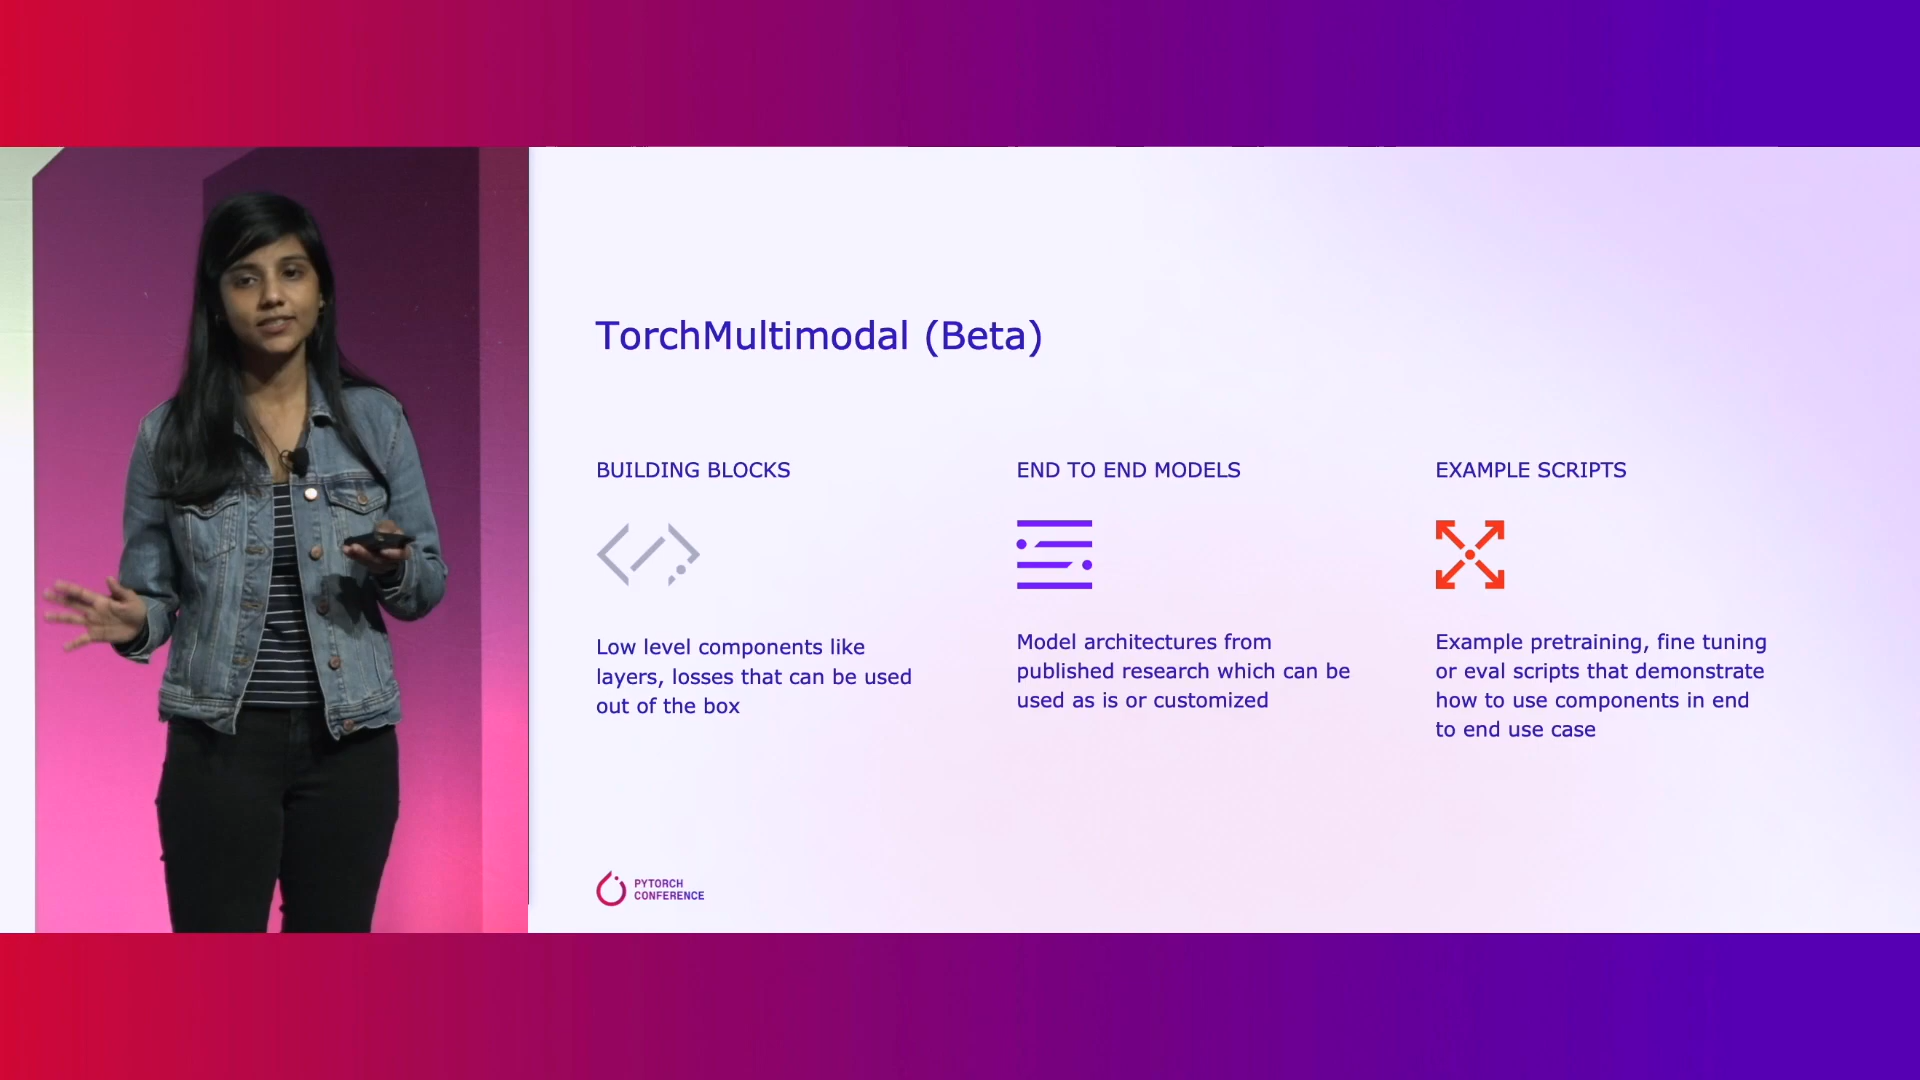 TorchMultimodal (Beta)
BUILDING BLOCKS
Low level components like
layers, losses that can be used
out of the box
END TO END MODELS
Model architectures from
published research which can be
used as is or customized
EXAMPLE SCRIPTS
Example pretraining, fine tuning
or eval scripts that demonstrate
how to use components in end
to end use case
PYTORCH
CONFERENCE